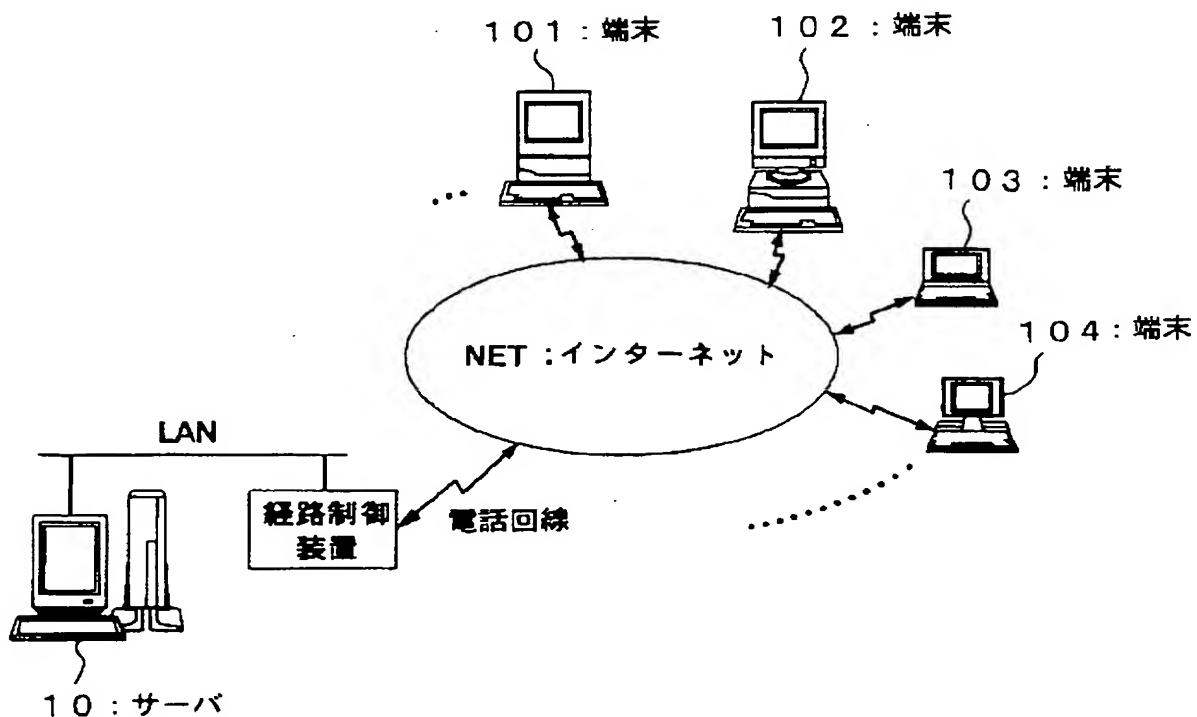 １０１：端末
１０２：端末
１０３：端末
NET：インターネット
１０４：端末
LAN
経路制御
装置
電話回線
１０：サーバ